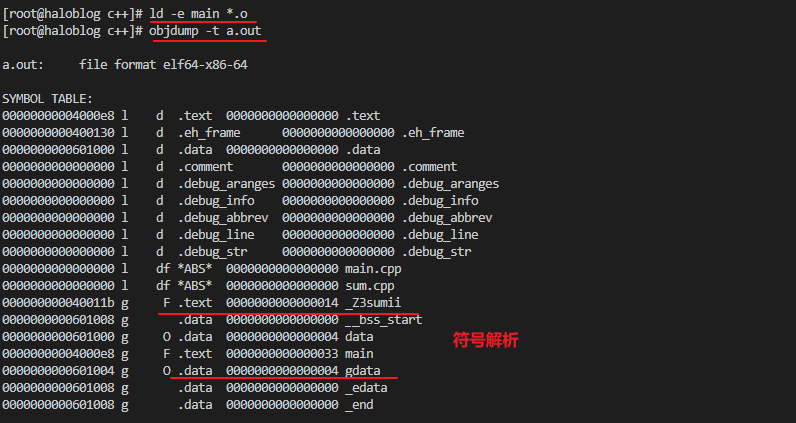 [root@haloblog c++]# ld -e main *.o
[root@haloblog c++]# objdump -t a.out
a.out:     file format elf64-x86-64
SYMBOL TABLE:
00000000004000e8 l    d  .text  0000000000000000 .text
0000000000400130 l    d  .eh_frame      0000000000000000 .eh_frame
0000000000601000 l    d  .data  0000000000000000 .data
0000000000000000 l    d  .comment       0000000000000000 .comment
0000000000000000 l    d  .debug_aranges 0000000000000000 .debug_aranges
0000000000000000 l    d  .debug_info    0000000000000000 .debug_info
0000000000000000 l    d  .debug_abbrev  0000000000000000 .debug_abbrev
0000000000000000 l    d  .debug_line    0000000000000000 .debug_line
0000000000000000 l    d  .debug_str     0000000000000000 .debug_str
0000000000000000 l    df *ABS*  0000000000000000 main.cpp
0000000000000000 l    df *ABS*  0000000000000000 sum.cpp
000000000040011b g     F .text  0000000000000014 _Z3sumii
0000000000601008 g       .data  0000000000000000 __bss_start
0000000000601000 g     O .data  0000000000000004 data
00000000004000e8 g     F .text  0000000000000033 main
0000000000601004 g     O .data  0000000000000004 gdata
0000000000601008 g       .data  0000000000000000 _edata
0000000000601008 g       .data  0000000000000000 _end
符号解析